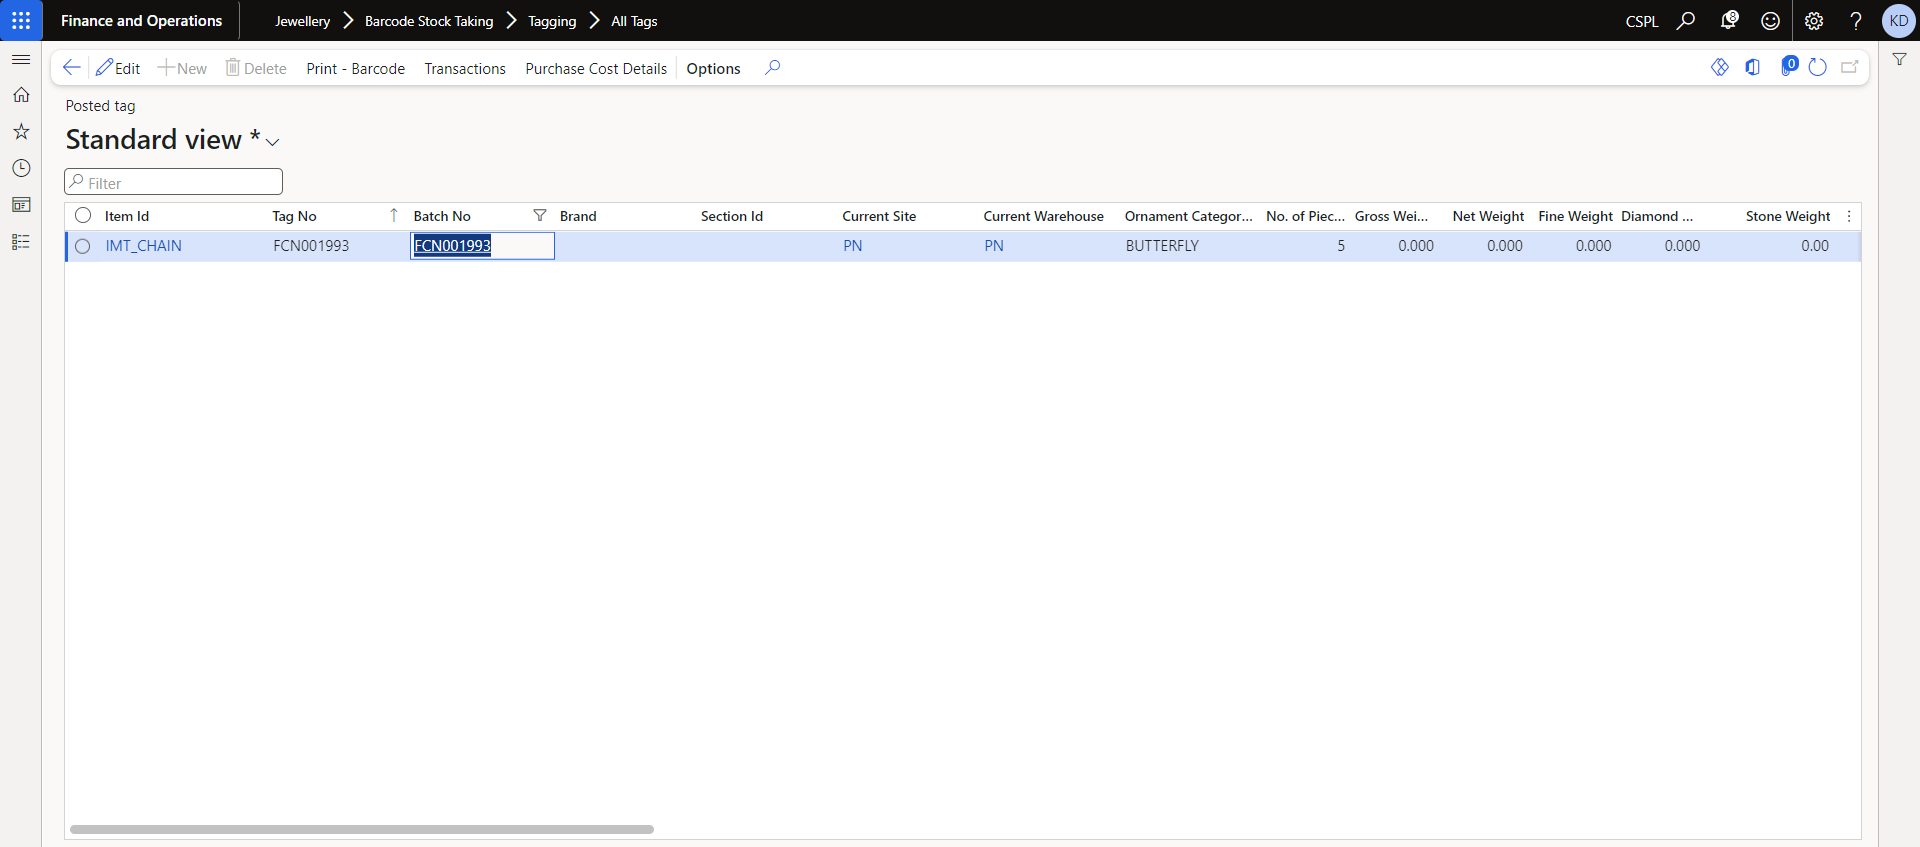 Finance and Operations Jewellery Barcode Stock Taking Tagging All Tags CSPL 8 KD
Edit New Delete Print - Barcode Transactions Purchase Cost Details Options 0
Posted tag
Standard view *
Filter
Item Id Tag No Batch No Brand Section Id Current Site Current Warehouse Ornament Categor... No. of Piec... Gross Wei... Net Weight Fine Weight Diamond ... Stone Weight
IMT_CHAIN FCN001993 FCN001993 PN PN BUTTERFLY 5 0.000 0.000 0.000 0.000 0.00